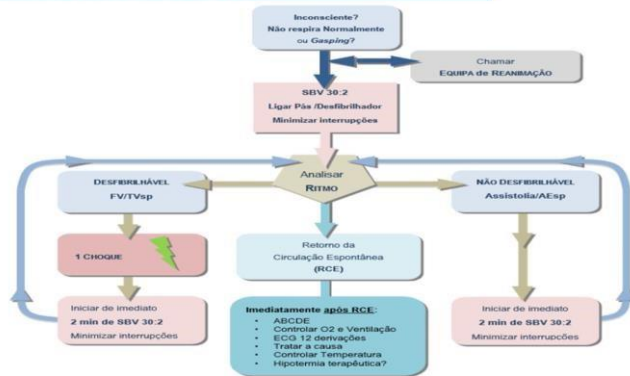 Inconsciente?
Não respira Normalmente
ou Gasping?
Chamar
EQUIPA de REANIMAÇÃO
SBV 30:2
Ligar Pás /Desfibrilhador
Minimizar interrupções
Analisar
RITMO
DESFIBRILHÁVEL
FV/TVsp
NÃO DESFIBRILHÁVEL
Assistolia/AEsp
1 CHOQUE
Retorno da
Circulação Espontânea
(RCE)
Iniciar de imediato
2 min de SBV 30:2
Minimizar interrupções
Imediatamente após RCE:
• ABCDE
• Controlar O2 e Ventilação
• ECG 12 derivações
• Tratar a causa
• Controlar Temperatura
• Hipotermia terapêutica?
Iniciar de imediato
2 min de SBV 30:2
Minimizar interrupções